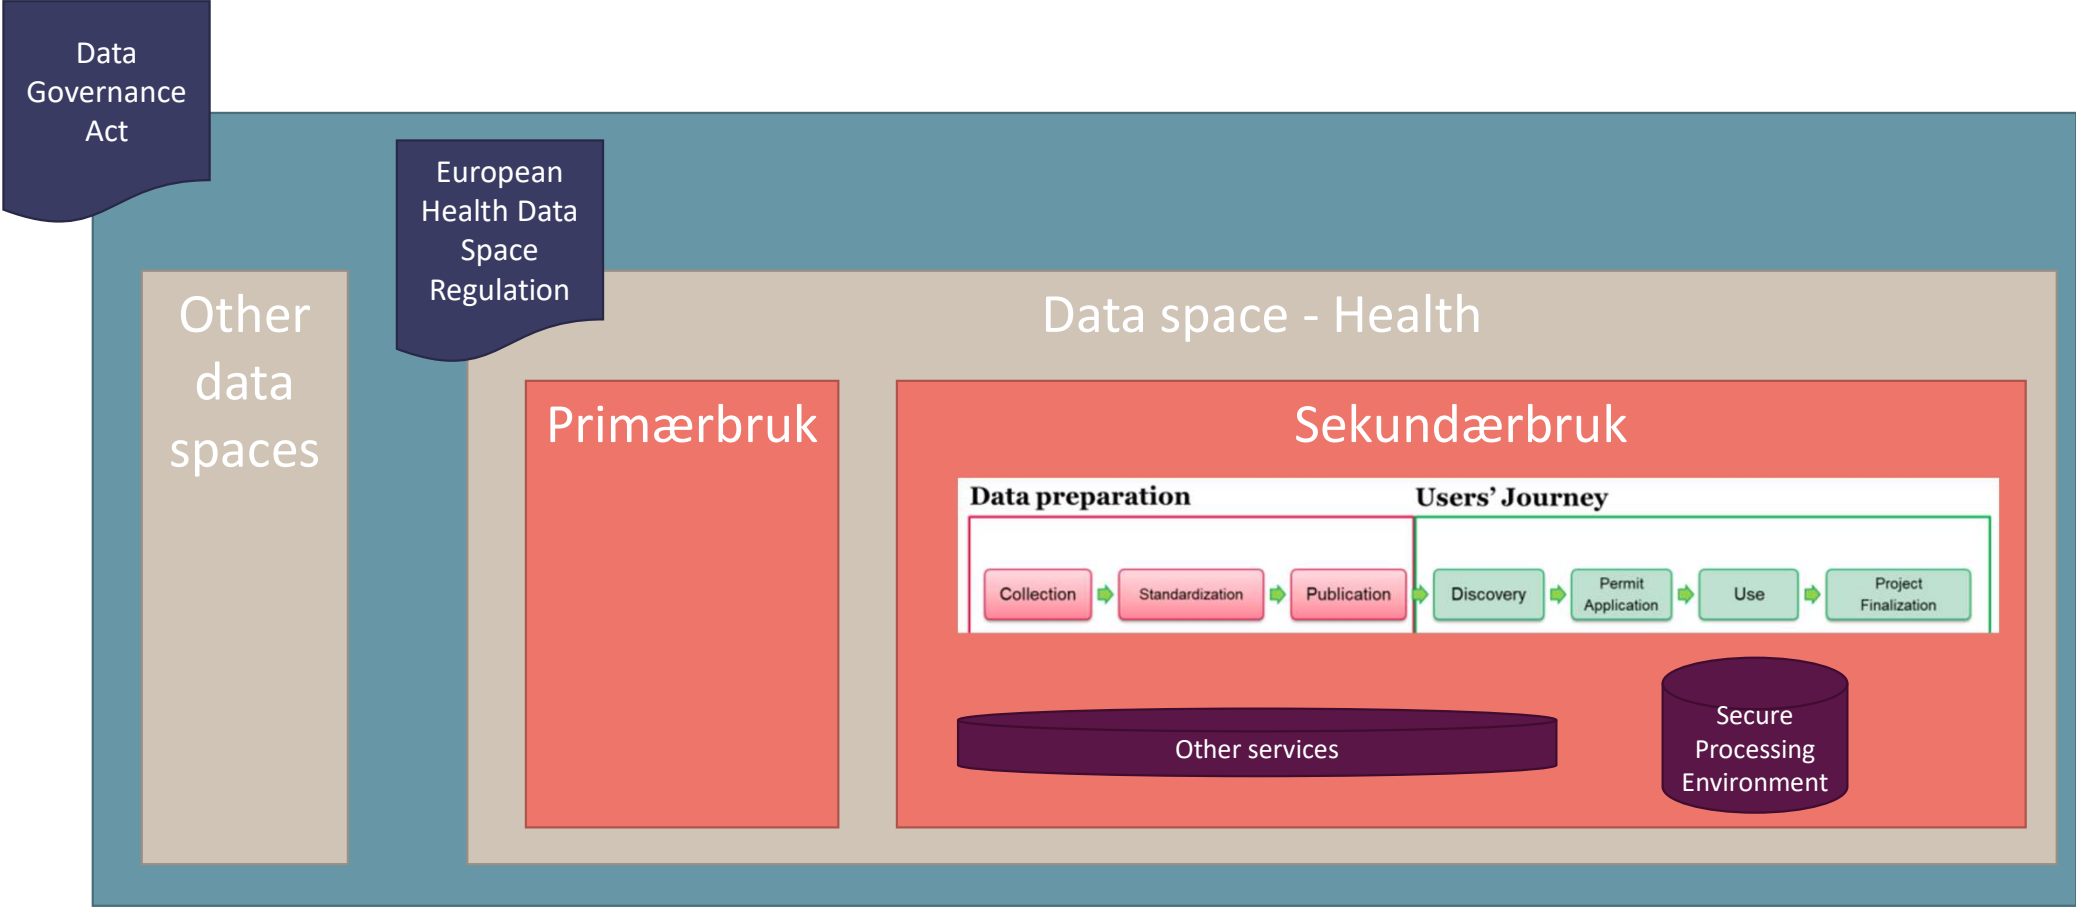 Data
Governance
Act
European
Health Data
Space
Regulation
Other
data
spaces
Data space - Health
Primærbruk
Sekundærbruk
Data preparation
Users’ Journey
Collection
Standardization
Publication
Discovery
Permit
Application
Use
Project
Finalization
Other services
Secure
Processing
Environment